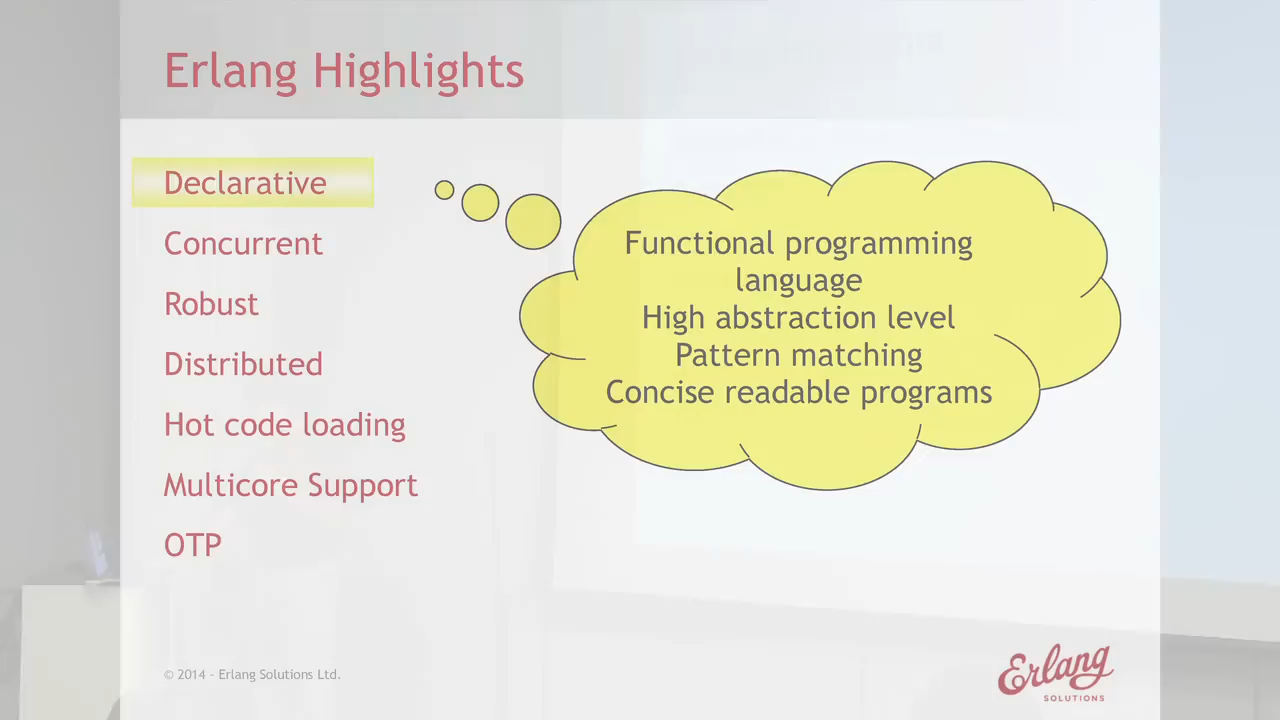 Erlang Highlights
Declarative
Concurrent
Robust
Distributed
Hot code loading
Multicore Support
OTP
Functional programming
language
High abstraction level
Pattern matching
Concise readable programs
© 2014 - Erlang Solutions Ltd.
Erlang
SOLUTIONS